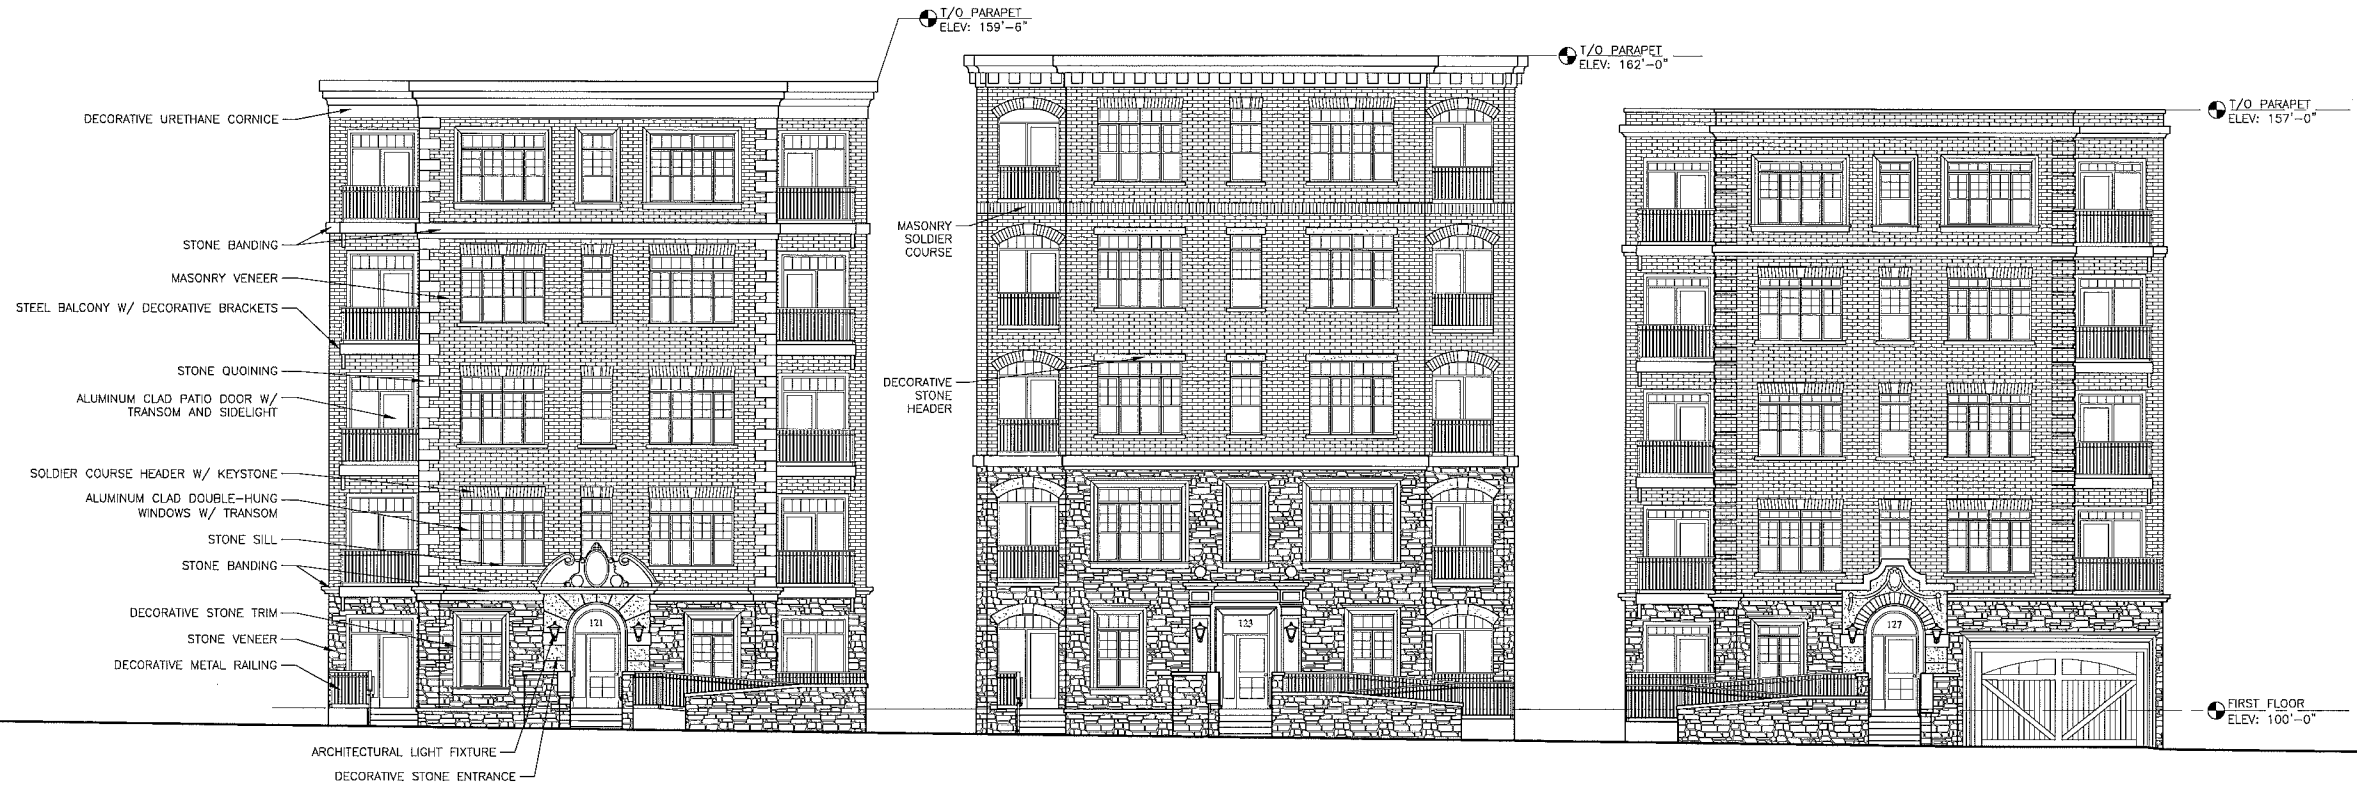 T/O PARAPET
ELEV: 159'-6"
T/O PARAPET
ELEV: 162'-0"
T/O PARAPET
ELEV: 157'-0"
DECORATIVE URETHANE CORNICE
STONE BANDING
MASONRY VENEER
STEEL BALCONY W/ DECORATIVE BRACKETS
STONE QUOINING
ALUMINUM CLAD PATIO DOOR W/
TRANSOM AND SIDELIGHT
SOLDIER COURSE HEADER W/ KEYSTONE
ALUMINUM CLAD DOUBLE-HUNG
WINDOWS W/ TRANSOM
STONE SILL
STONE BANDING
DECORATIVE STONE TRIM
STONE VENEER
DECORATIVE METAL RAILING
ARCHITECTURAL LIGHT FIXTURE
DECORATIVE STONE ENTRANCE
121
MASONRY
SOLDIER
COURSE
DECORATIVE
STONE
HEADER
123
127
FIRST FLOOR
ELEV: 100'-0"